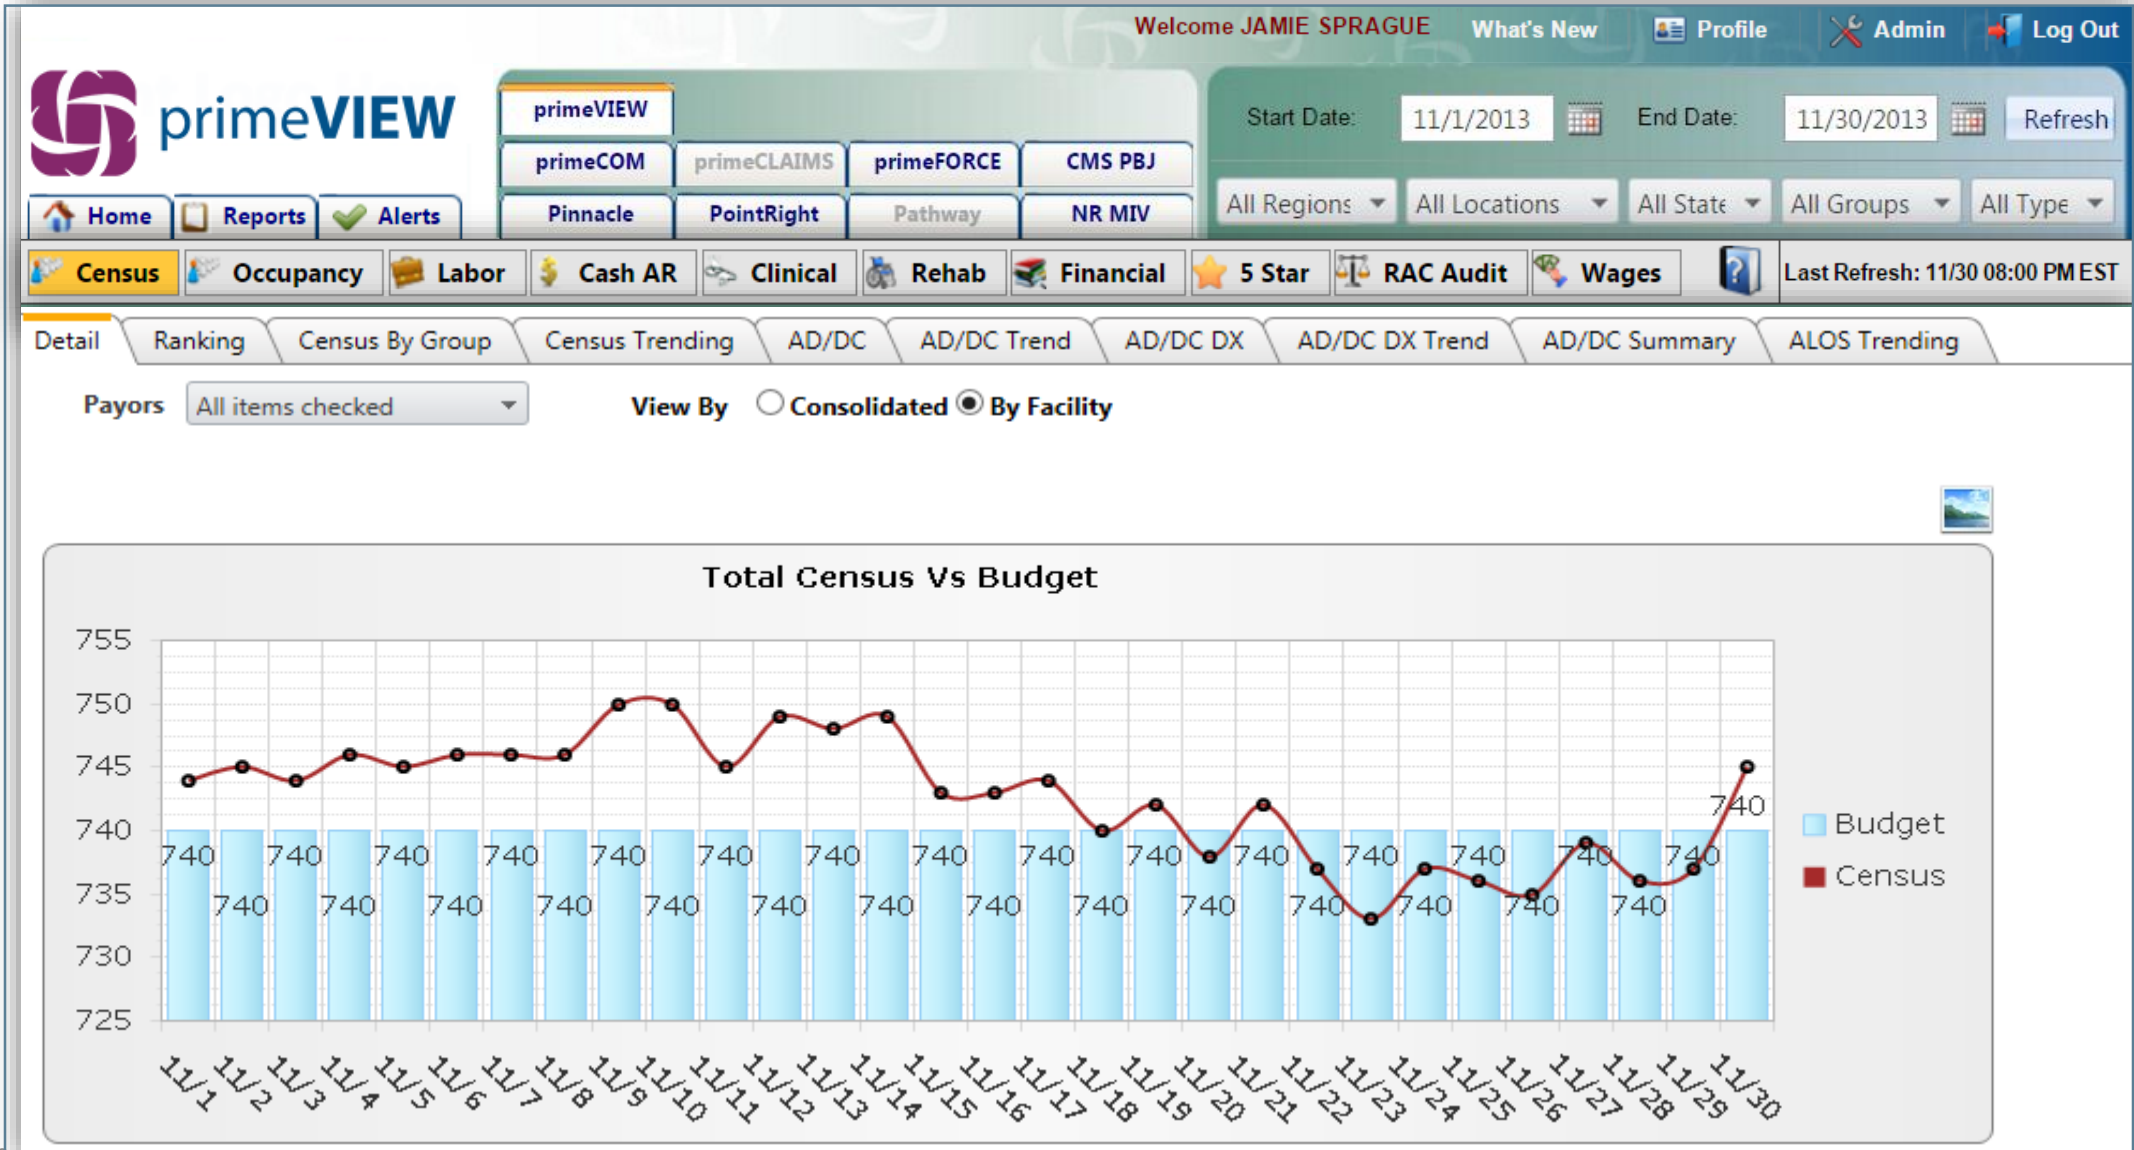 Welcome JAMIE SPRAGUE What's New Profile Admin Log Out
primeVIEW
primeVIEW
primeCOM primeCLAIMS primeFORCE CMS PBJ
Pinnacle PointRight Pathway NR MIV
Start Date: 11/1/2013 End Date: 11/30/2013 Refresh
All Regions All Locations All State All Groups All Type
Home Reports Alerts
Census Occupancy Labor Cash AR Clinical Rehab Financial 5 Star RAC Audit Wages ? Last Refresh: 11/30 08:00 PM EST
Detail Ranking Census By Group Census Trending AD/DC AD/DC Trend AD/DC DX AD/DC DX Trend AD/DC Summary ALOS Trending
Payors All items checked View By Consolidated By Facility
Total Census Vs Budget
755
750
745
740
735
730
725
740
740 740 740 740 740 740 740 740 740 740 740 740 740 740 740
740 740 740 740 740 740 740 740 740 740 740 740 740 740
11/1 11/2 11/3 11/4 11/5 11/6 11/7 11/8 11/9 11/10 11/11 11/12 11/13 11/14 11/15 11/16 11/17 11/18 11/19 11/20 11/21 11/22 11/23 11/24 11/25 11/26 11/27 11/28 11/29 11/30
Budget
Census